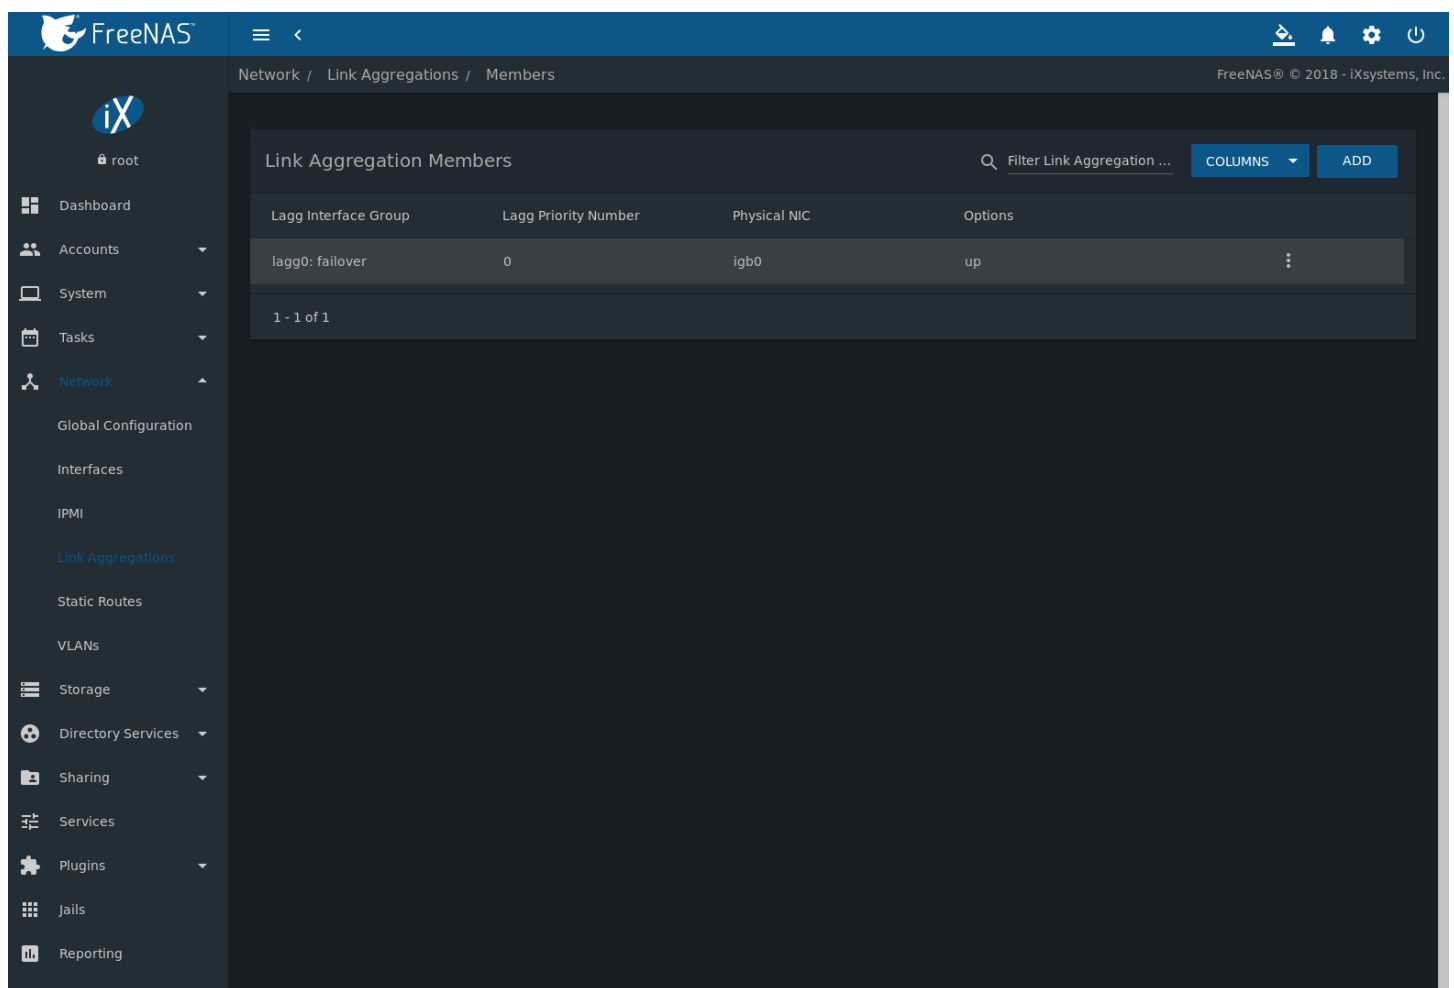 FreeNAS™
Network / Link Aggregations / Members
FreeNAS® © 2018 - iXsystems, Inc.
iX
root
Dashboard
Accounts
System
Tasks
Network
Global Configuration
Interfaces
IPMI
Link Aggregations
Static Routes
VLANs
Storage
Directory Services
Sharing
Services
Plugins
Jails
Reporting
Link Aggregation Members
Filter Link Aggregation ...
COLUMNS
ADD
Lagg Interface Group Lagg Priority Number Physical NIC Options
lagg0: failover 0 igb0 up
1 - 1 of 1